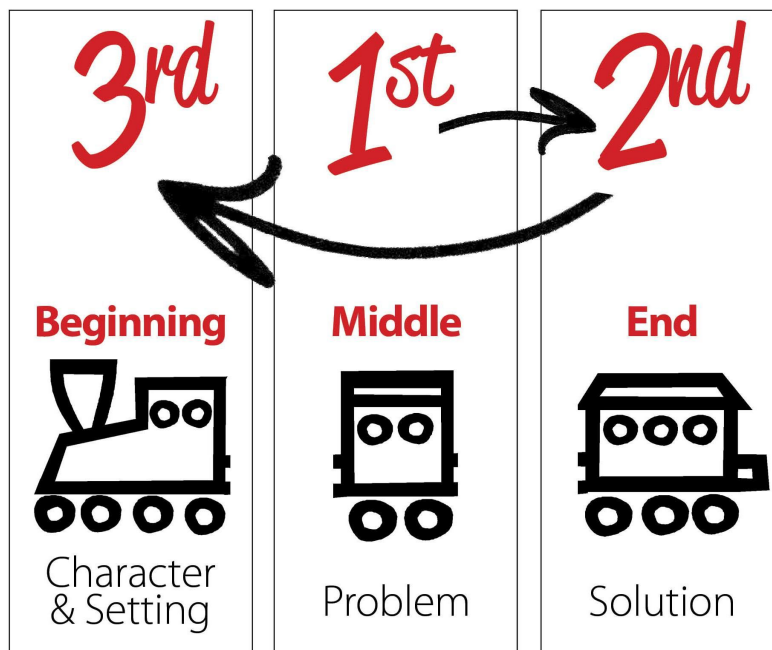 3rd
1st
2nd
Beginning
Middle
End
Character
& Setting
Problem
Solution